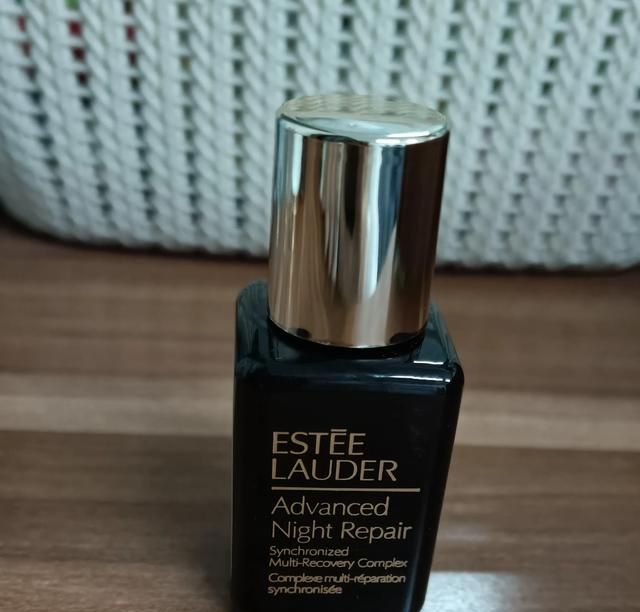 ESTĒE
LAUDER
Advanced
Night Repair
Synchronized
Multi-Recovery Complex
Complexe multi-réparation
synchronisée